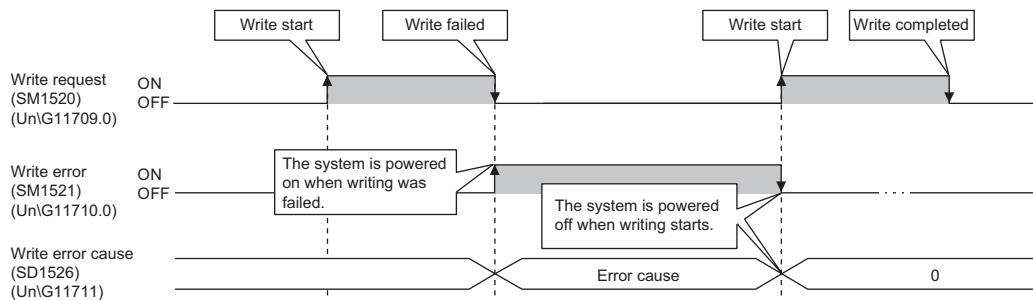 Write start
Write failed
Write start
Write completed
Write request
(SM1520)
(Un\G11709.0)
ON
OFF
Write error
(SM1521)
(Un\G11710.0)
ON
OFF
The system is powered
on when writing was
failed.
The system is powered
off when writing starts.
Write error cause
(SD1526)
(Un\G11711)
Error cause
0